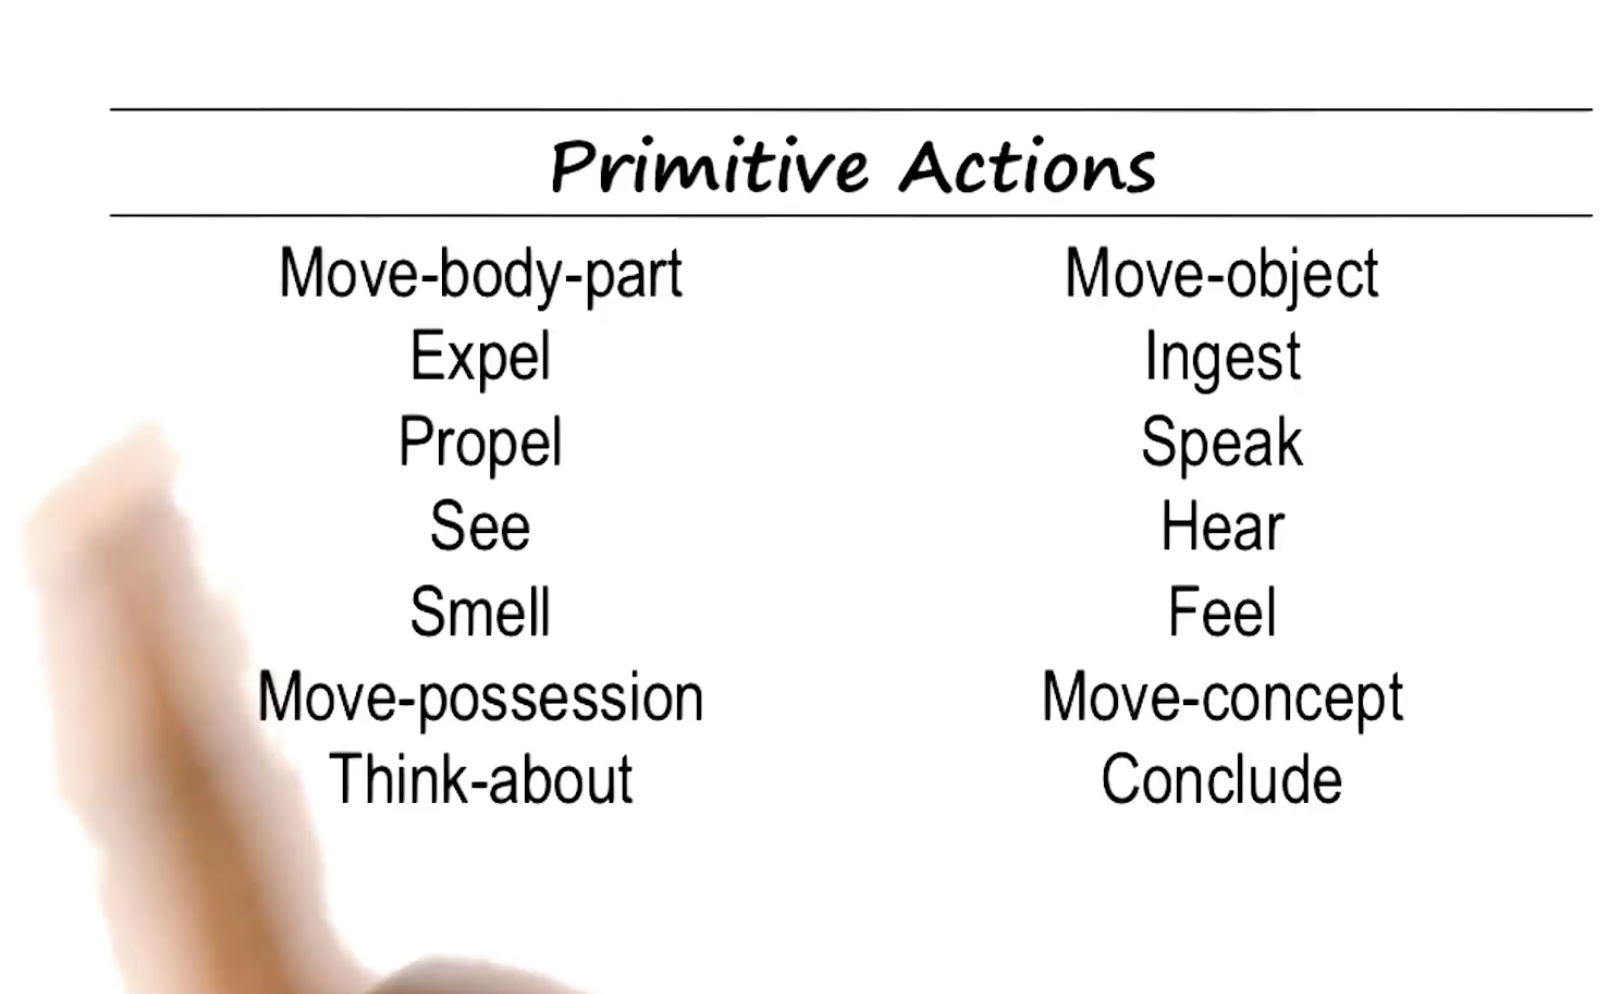 Primitive Actions
Move-body-part Move-object
Expel Ingest
Propel Speak
See Hear
Smell Feel
Move-possession Move-concept
Think-about Conclude